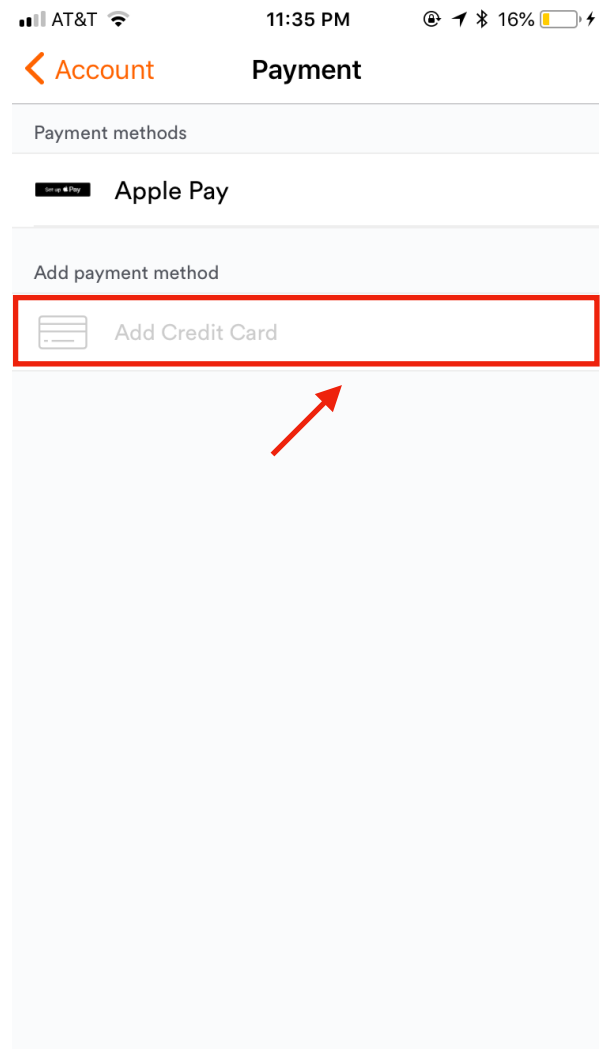 AT&T 11:35 PM 16%
Account Payment
Payment methods
Set up Pay Apple Pay
Add payment method
Add Credit Card